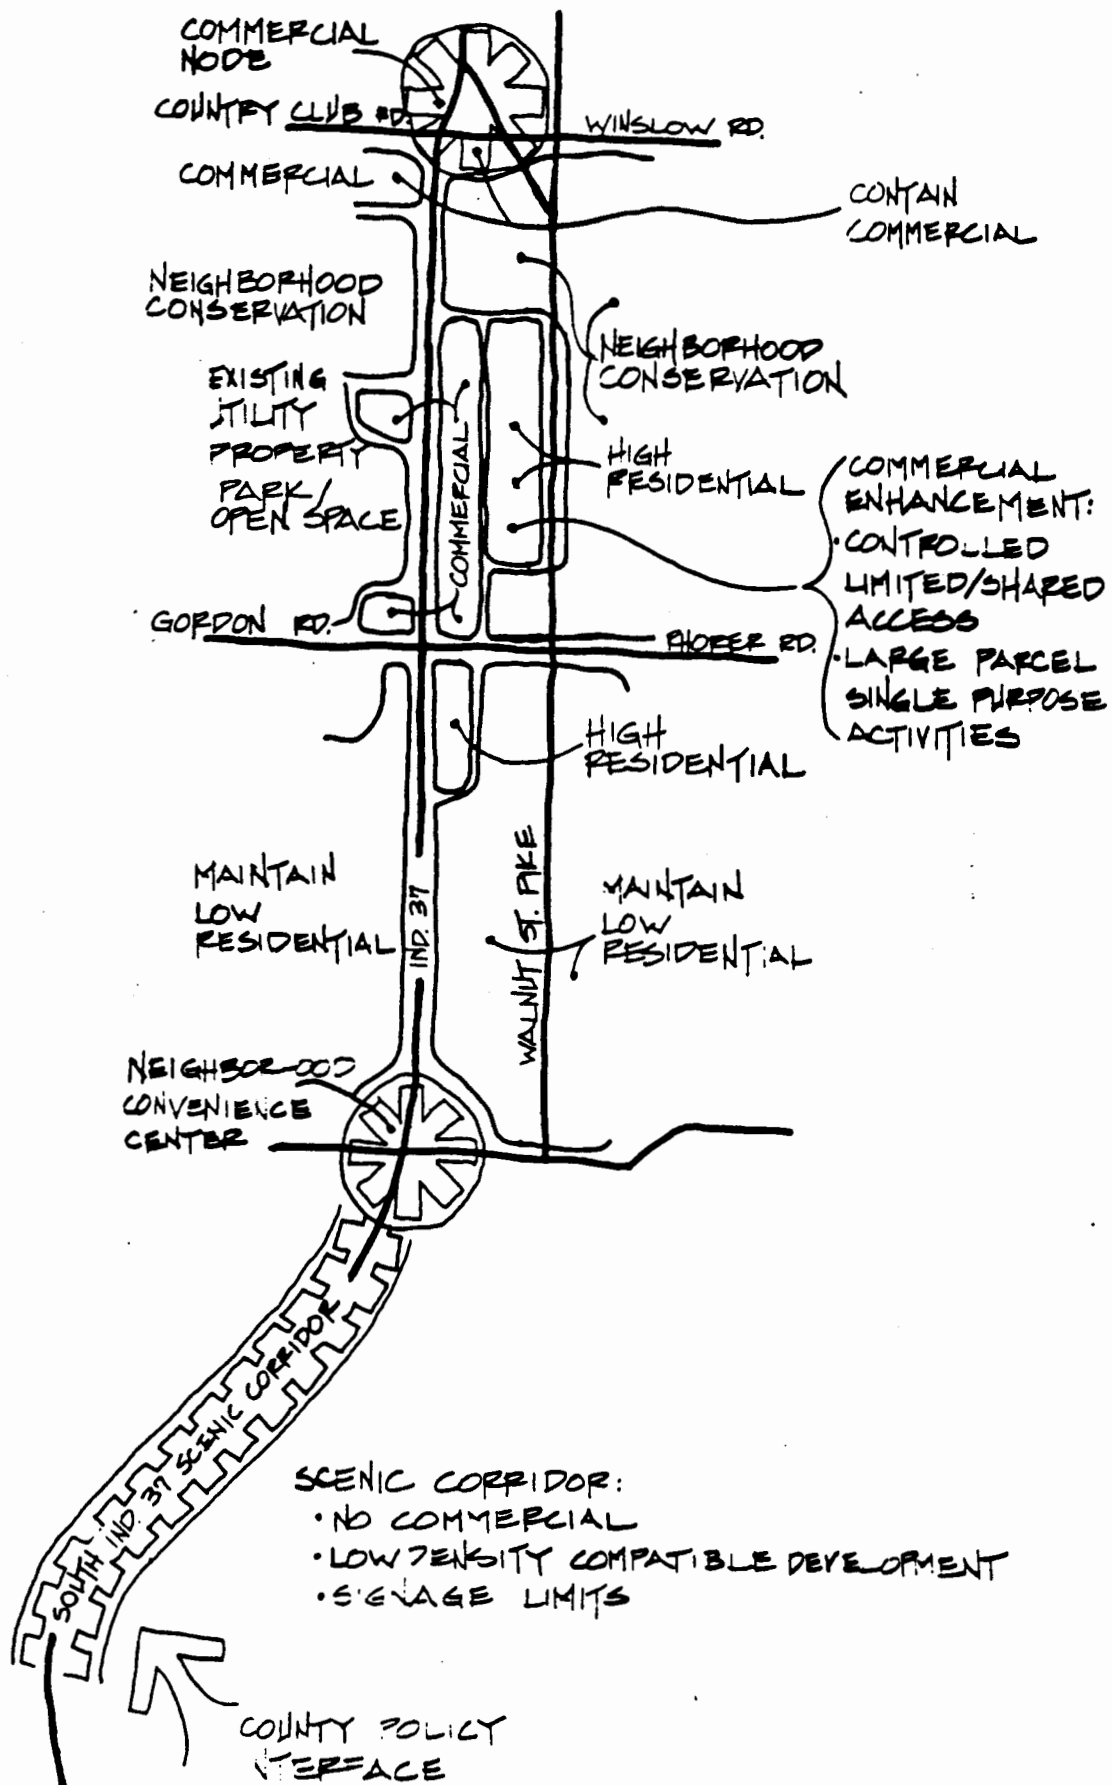 COMMERCIAL
NODE
COUNTRY CLUB RD.
WINSLOW RD.
COMMERCIAL
CONTAIN
COMMERCIAL
NEIGHBORHOOD
CONSERVATION
NEIGHBORHOOD
CONSERVATION
EXISTING
UTILITY
PROPERTY
PARK/
OPEN SPACE
COMMERCIAL
HIGH
RESIDENTIAL
COMMERCIAL
ENHANCEMENT:
• CONTROLLED
LIMITED/SHARED
ACCESS
• LARGE PARCEL
SINGLE PURPOSE
ACTIVITIES
GORDON RD.
RHORER RD.
HIGH
RESIDENTIAL
MAINTAIN
LOW
RESIDENTIAL
IND. 37
WALNUT ST. PIKE
MAINTAIN
LOW
RESIDENTIAL
NEIGHBORHOOD
CONVENIENCE
CENTER
SOUTH IND. 37 SCENIC CORRIDOR
SCENIC CORRIDOR:
• NO COMMERCIAL
• LOW DENSITY COMPATIBLE DEVELOPMENT
• SIGNAGE LIMITS
COUNTY POLICY
INTERFACE